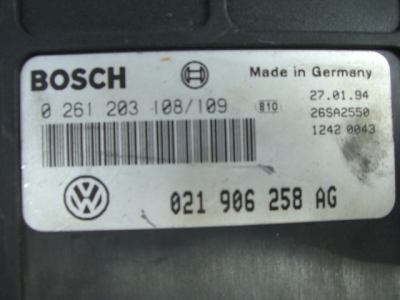 BOSCH
Made in Germany
0 261 203 108/109 B10
27.01.94
26SA2550
1242 0043
021 906 258 AG